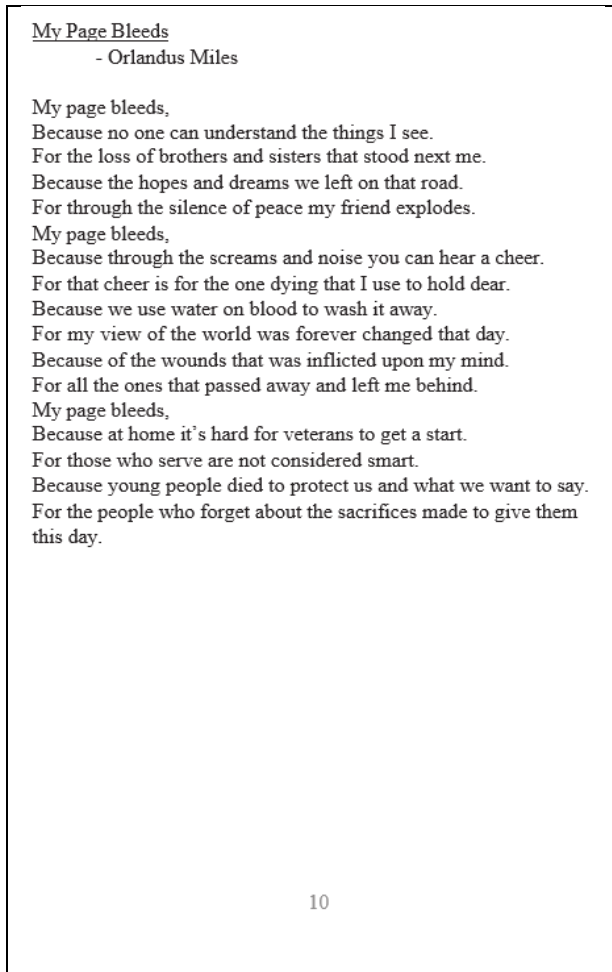 My Page Bleeds
- Orlandus Miles
My page bleeds,
Because no one can understand the things I see.
For the loss of brothers and sisters that stood next me.
Because the hopes and dreams we left on that road.
For through the silence of peace my friend explodes.
My page bleeds,
Because through the screams and noise you can hear a cheer.
For that cheer is for the one dying that I use to hold dear.
Because we use water on blood to wash it away.
For my view of the world was forever changed that day.
Because of the wounds that was inflicted upon my mind.
For all the ones that passed away and left me behind.
My page bleeds,
Because at home it’s hard for veterans to get a start.
For those who serve are not considered smart.
Because young people died to protect us and what we want to say.
For the people who forget about the sacrifices made to give them
this day.
10